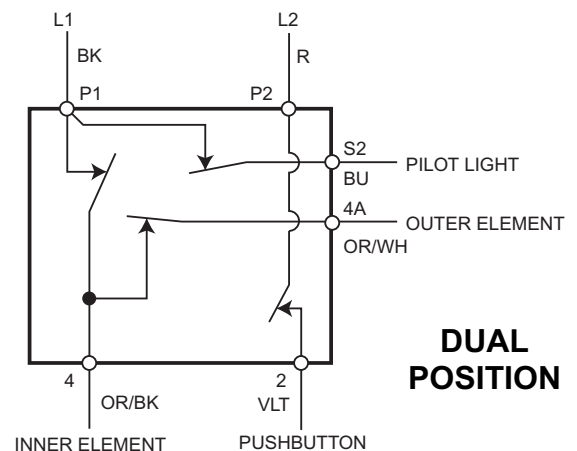 L1
L2
BK
R
P1
P2
S2
BU
PILOT LIGHT
4A
OUTER ELEMENT
OR/WH
DUAL
POSITION
4
2
OR/BK
VLT
INNER ELEMENT
PUSHBUTTON